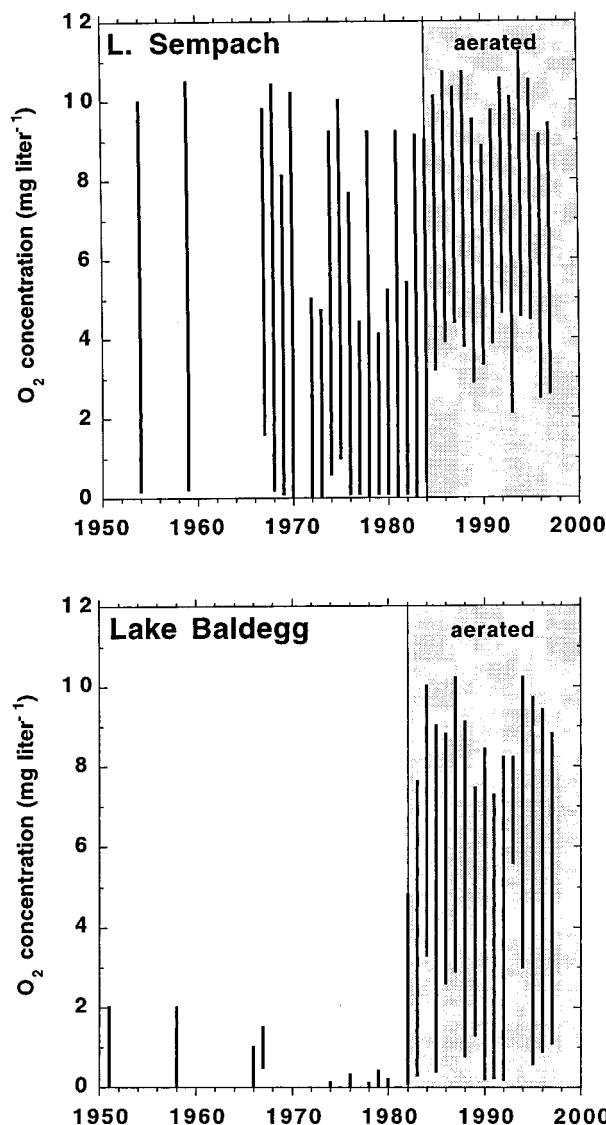 L. Sempach
aerated
O₂ concentration (mg liter⁻¹)
12
10
8
6
4
2
0
1950 1960 1970 1980 1990 2000
Lake Baldegg
aerated
O₂ concentration (mg liter⁻¹)
12
10
8
6
4
2
0
1950 1960 1970 1980 1990 2000